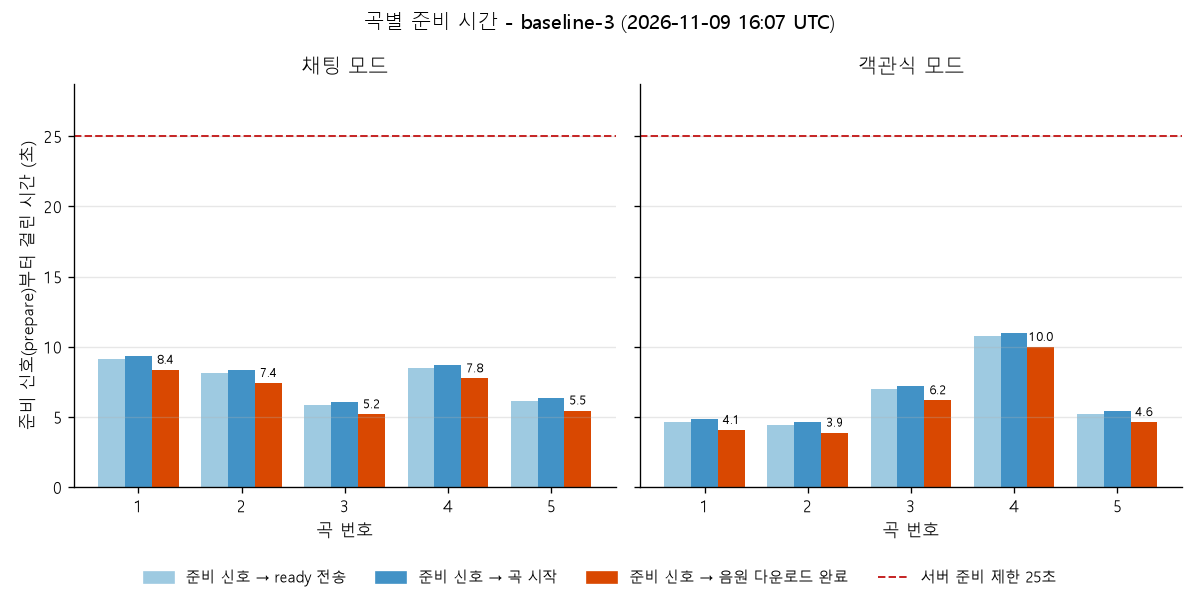 곡별 준비 시간 - baseline-3 (2026-11-09 16:07 UTC)
채팅 모드
객관식 모드
준비 신호(prepare)부터 걸린 시간 (초)
25
20
15
10
5
0
8.4
7.4
5.2
7.8
5.5
4.1
3.9
6.2
10.0
4.6
1 2 3 4 5
1 2 3 4 5
곡 번호
곡 번호
준비 신호 → ready 전송
준비 신호 → 곡 시작
준비 신호 → 음원 다운로드 완료
서버 준비 제한 25초